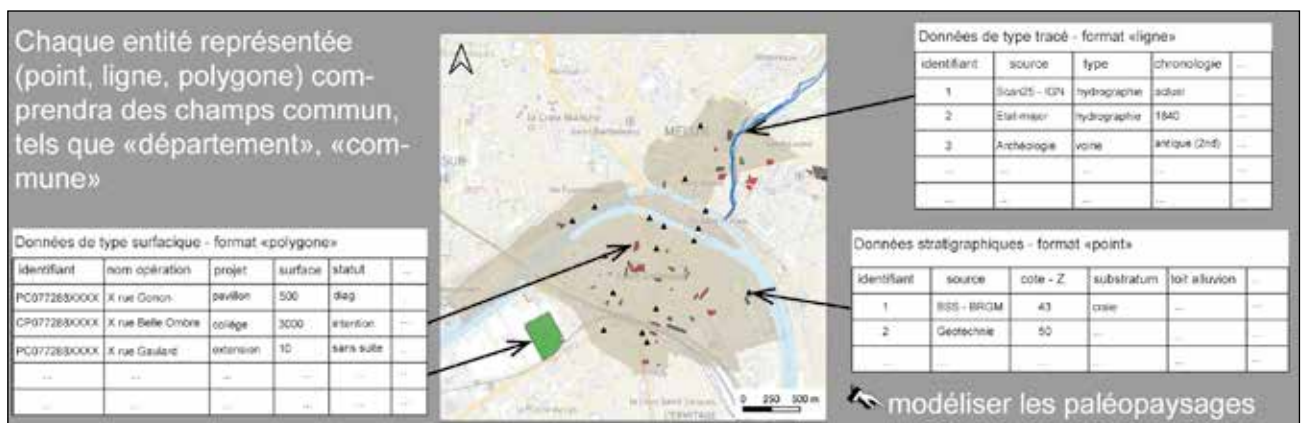 Chaque entité représentée
(point, ligne, polygone) com-
prendra des champs commun,
tels que «département», «com-
mune»
Données de type surfacique - format «polygone»
identifiant nom opération projet surface statut ...
PC077288XXXX X rue Gonon pavillon 500 diag
CP077288XXXX X rue Belle Ombre collège 3000 intention ...
PC077288XXXX X rue Gaulard extension 10 sans suite ...
... ... ... ... ... ...
... ... ... ... ... ...
MELUN
0 250 500 m
L'ERMITAGE
Données de type tracé - format «ligne»
identifiant source type chronologie ...
1 Scan25 - IGN hydrographie actuel
2 Etat-major hydrographie 1840
3 Archéologie voirie antique (2nd)
... ... ... ... ...
... ... ... ... ...
Données stratigraphiques - format «point»
identifiant source cote - Z substratum toit alluvion ...
1 BSS - BRGM 43 craie ...
2 Géotechnie 50 ... ...
... ... ... ... ...
modéliser les paléopaysages